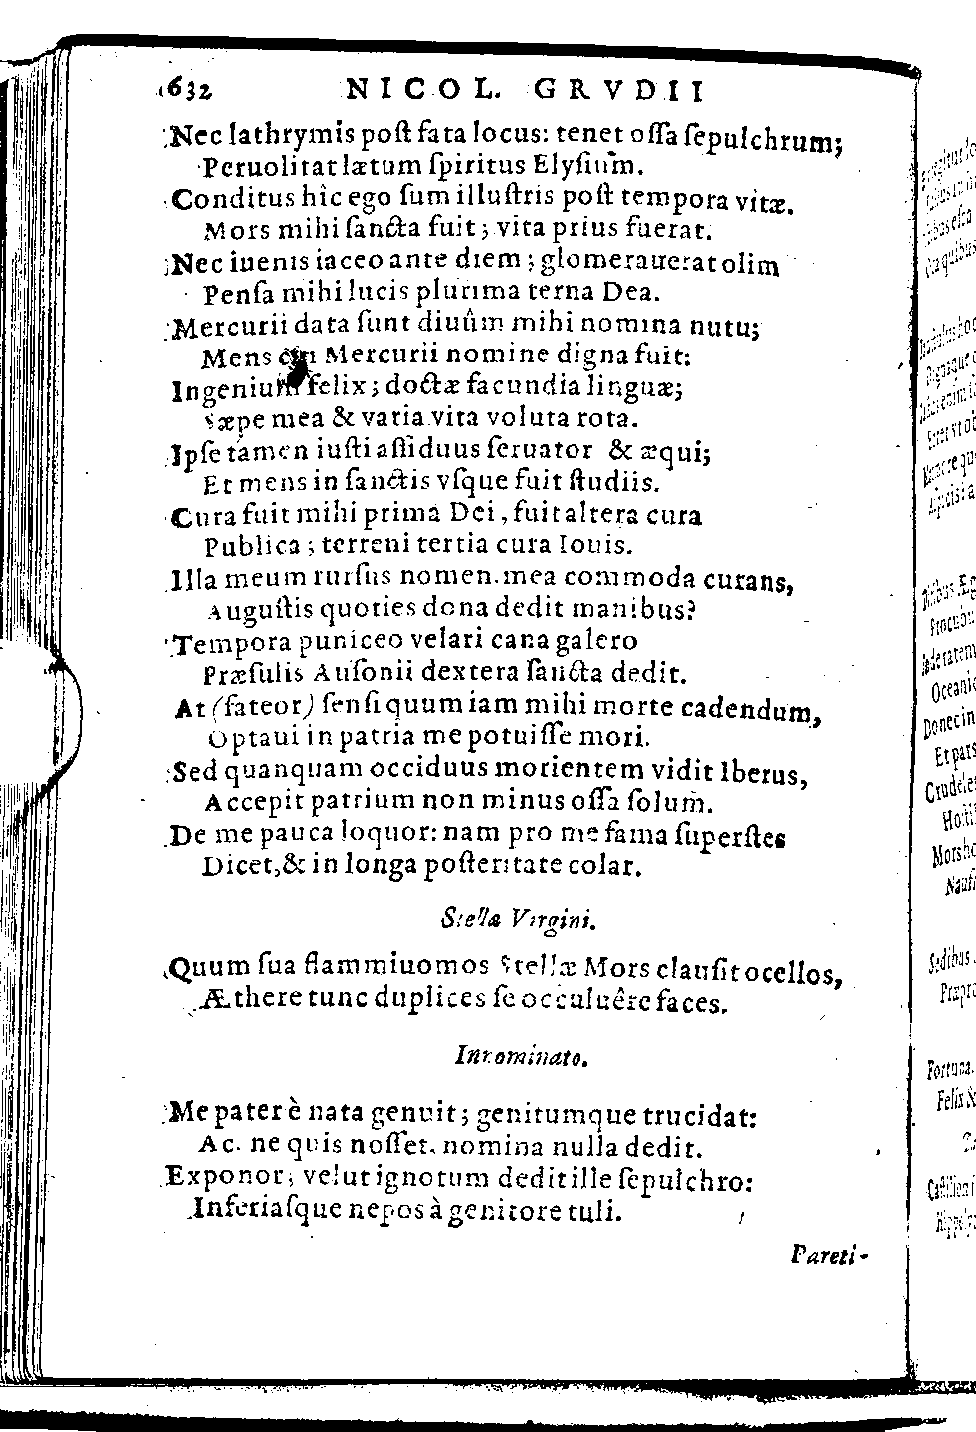 632 NICOL. GRVDII
Nec lathrymis poſt fata locus: tenet oſſa ſepulchrum;
Peruolitat lætum ſpiritus Elyſium.
Conditus hîc ego ſum illuſtris poſt tempora vitæ.
Mors mihi ſancta fuit; vita prius fuerat.
Nec iuenis iaceo ante diem; glomerauerat olim
Penſa mihi lucis plurima terna Dea.
Mercurii data ſunt diuûm mihi nomina nutu;
Mens Mercurii nomine digna fuit:
Ingenium felix; doctæ facundia linguæ;
Sæpe mea & varia vita voluta rota.
Ipſe tamen iuſti aſſiduus ſeruator & æqui;
Et mens in ſanctis vſque fuit ſtudiis.
Cura fuit mihi prima Dei, fuit altera cura
Publica; terreni tertia cura Iouis.
Illa meum rurſus nomen. mea commoda curans,
Auguſtis quoties dona dedit manibus?
Tempora puniceo velari cana galero
Præſulis Auſonii dextera ſancta dedit.
At (fateor) ſenſi quum iam mihi morte cadendum,
Optaui in patria me potuiſſe mori.
Sed quanquam occiduus morientem vidit Iberus,
Accepit patrium non minus oſſa ſolum.
De me pauca loquor: nam pro me fama ſuperſtes
Dicet, & in longa poſteritate colar.
Stella Virgini.
Quum ſua flammiuomos Stellæ Mors clauſit ocellos,
Æthere tunc duplices ſe occuluêre faces.
Innominato.
Me pater è nata genuit; genitumque trucidat:
Ac. ne quis noſſet. nomina nulla dedit.
Exponor; velut ignotum dedit ille ſepulchro:
Inferiaſque nepos à genitore tuli.
Pareti-